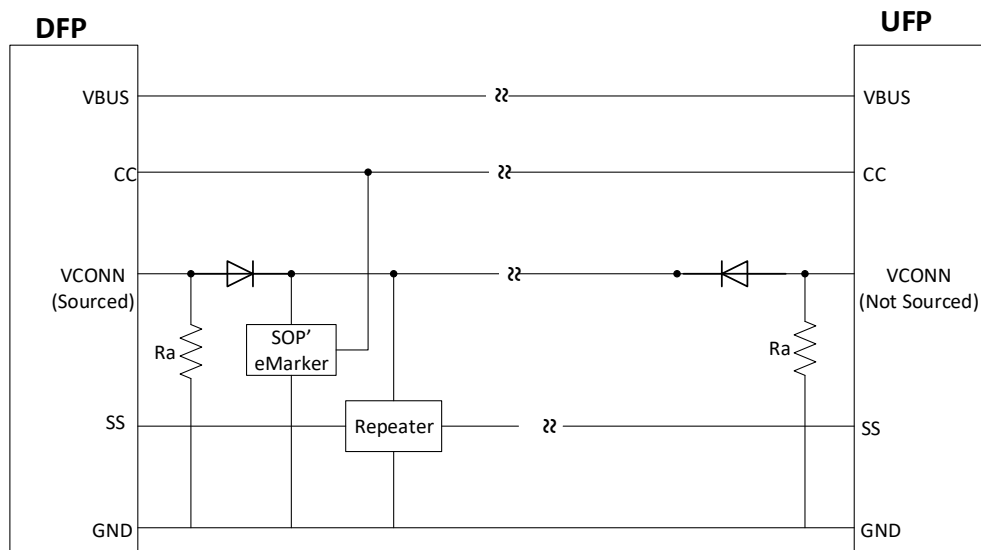 DFP
UFP
VBUS
VBUS
CC
CC
VCONN
(Sourced)
VCONN
(Not Sourced)
SOP’
eMarker
Ra
Ra
SS
Repeater
SS
GND
GND